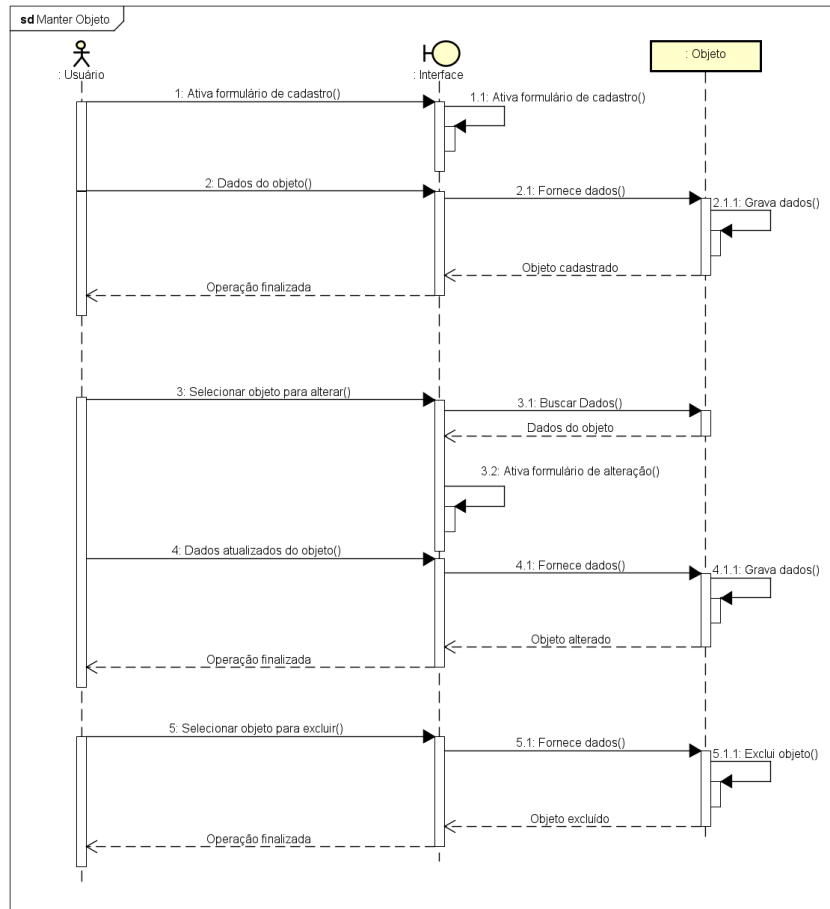 sd Manter Objeto
: Usuário
: Interface
: Objeto
1: Ativa formulário de cadastro()
1.1: Ativa formulário de cadastro()
2: Dados do objeto()
2.1: Fornece dados()
2.1.1: Grava dados()
Objeto cadastrado
Operação finalizada
3: Selecionar objeto para alterar()
3.1: Buscar Dados()
Dados do objeto
3.2: Ativa formulário de alteração()
4: Dados atualizados do objeto()
4.1: Fornece dados()
4.1.1: Grava dados()
Objeto alterado
Operação finalizada
5: Selecionar objeto para excluir()
5.1: Fornece dados()
5.1.1: Exclui objeto()
Objeto excluído
Operação finalizada